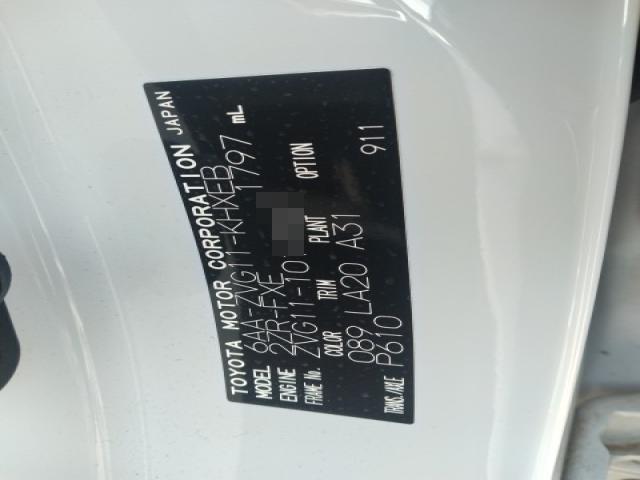 TOYOTA MOTOR CORPORATION JAPAN
MODEL 6AA-ZVG11-KHXEB
ENGINE 2ZR-FXE 1797 mL
FRAME No. ZVG11-101
COLOR TRIM PLANT OPTION
089 LA20 A31
TRANS./AXLE P610 911